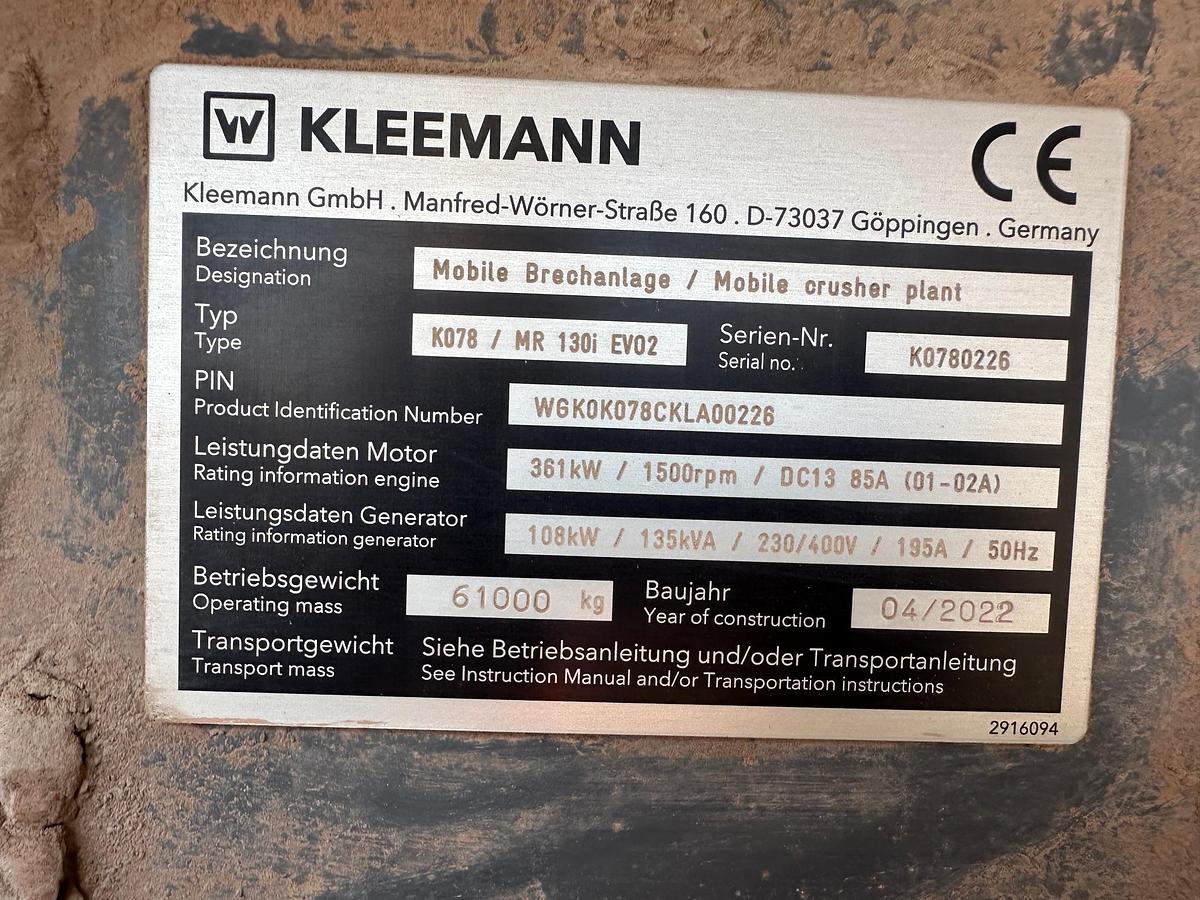 W KLEEMANN CE
Kleemann GmbH . Manfred-Wörner-Straße 160 . D-73037 Göppingen . Germany
Bezeichnung
Designation
Mobile Brechanlage / Mobile crusher plant
Typ
Type
K078 / MR 130i EVO2
Serien-Nr.
Serial no.
K0780226
PIN
Product Identification Number
WGK0K078CKLA00226
Leistungdaten Motor
Rating information engine
361kW / 1500rpm / DC13 85A (01-02A)
Leistungsdaten Generator
Rating information generator
108kW / 135kVA / 230/400V / 195A / 50Hz
Betriebsgewicht
Operating mass
61000 kg
Baujahr
Year of construction
04/2022
Transportgewicht
Transport mass
Siehe Betriebsanleitung und/oder Transportanleitung
See Instruction Manual and/or Transportation instructions
2916094